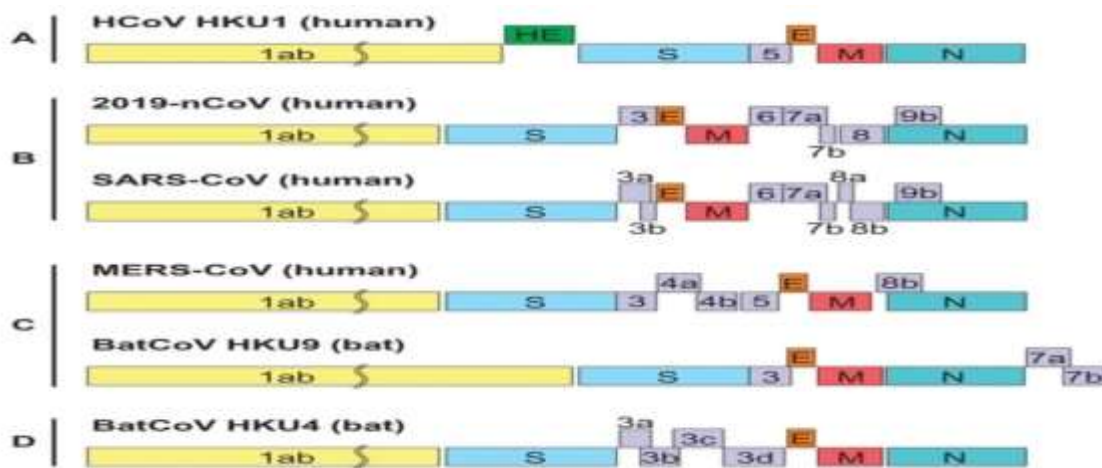 A
HCoV HKU1 (human)
1ab HE S 5 E M N
B
2019-nCoV (human)
1ab S 3 E M 6 7a 7b 8 9b N
SARS-CoV (human)
1ab S 3a 3b E M 6 7a 7b 8a 8b 9b N
C
MERS-CoV (human)
1ab S 3 4a 4b 5 E M 8b N
BatCoV HKU9 (bat)
1ab S 3 E M N 7a 7b
D
BatCoV HKU4 (bat)
1ab S 3a 3b 3c 3d E M N